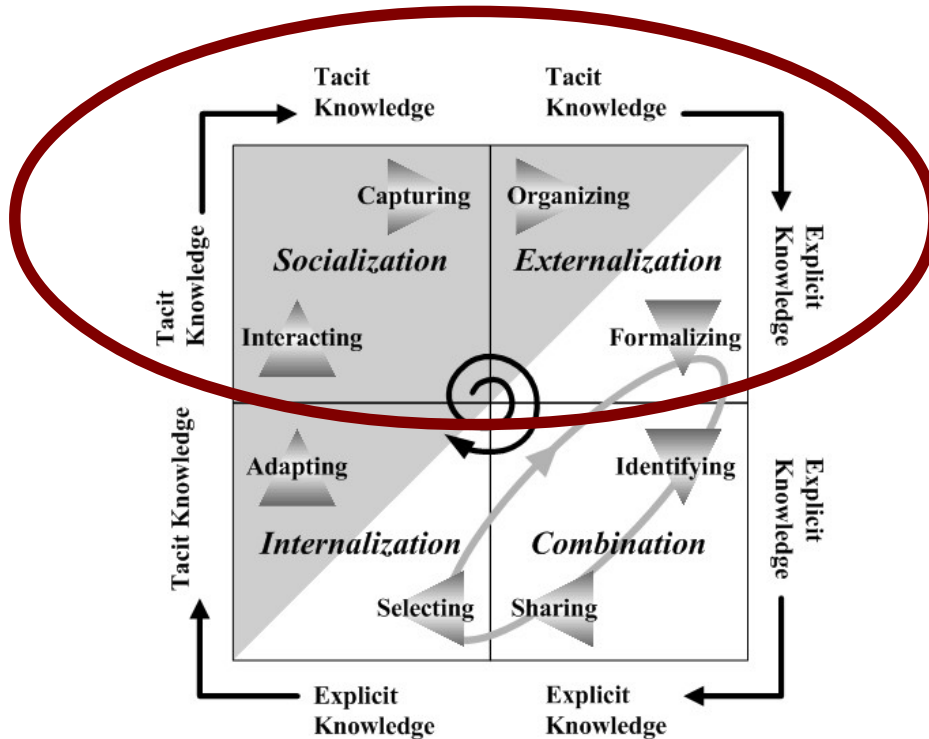 Tacit
Knowledge
Tacit
Knowledge
Capturing
Organizing
Socialization
Externalization
Tacit
Knowledge
Explicit
Knowledge
Interacting
Formalizing
Adapting
Identifying
Tacit Knowledge
Explicit
Knowledge
Internalization
Combination
Selecting
Sharing
Explicit
Knowledge
Explicit
Knowledge